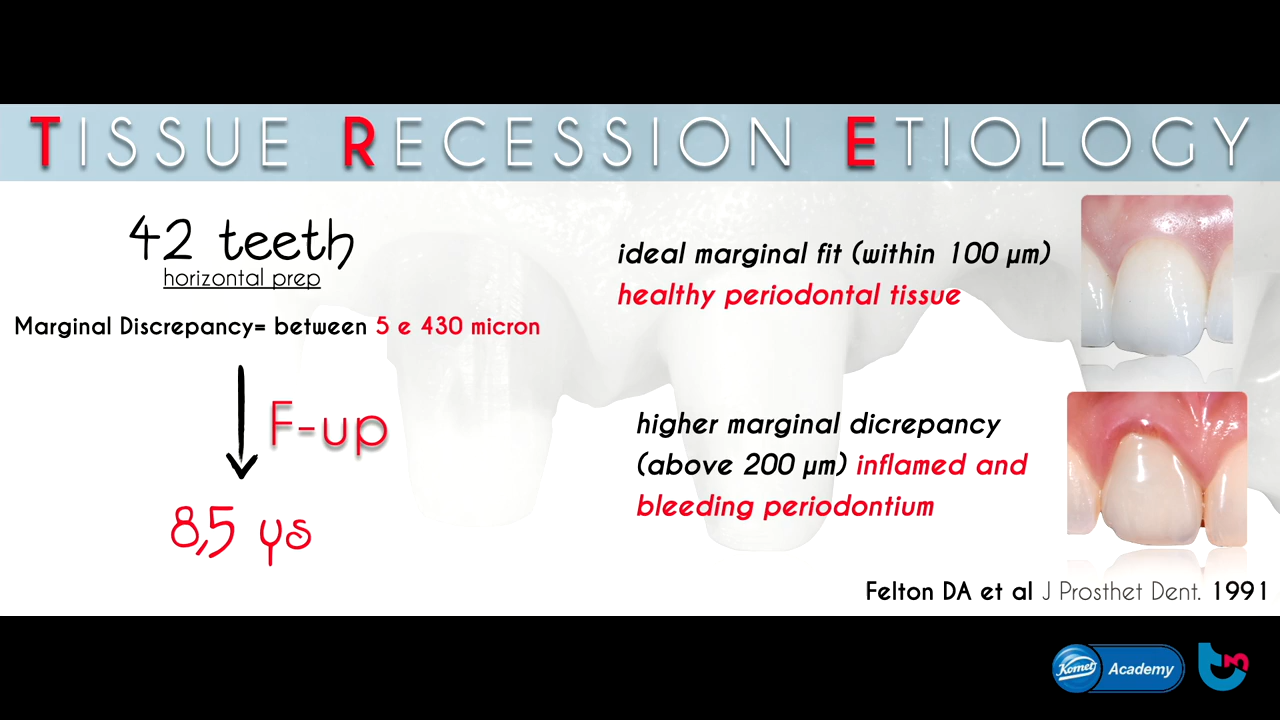 TISSUE RECESSION ETIOLOGY
42 teeth
horizontal prep
Marginal Discrepancy= between 5 e 430 micron
F-up
8,5 ys
ideal marginal fit (within 100 µm)
healthy periodontal tissue
higher marginal dicrepancy
(above 200 µm) inflamed and
bleeding periodontium
Felton DA et al J Prosthet Dent. 1991
Komet Academy
tm